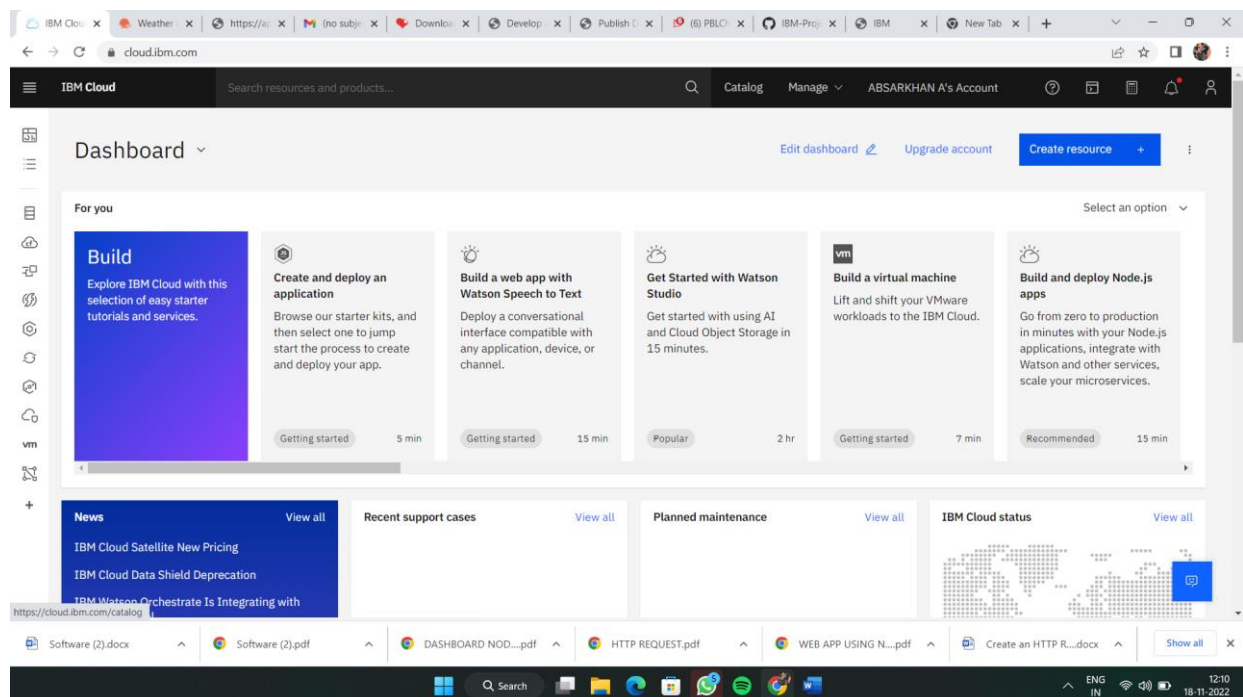 IBM Clou
Weather
https://ap
(no subje
Downloa
Develop
Publish D
(6) PBLCH
IBM-Proj
IBM
New Tab
cloud.ibm.com
IBM Cloud
Search resources and products...
Catalog
Manage
ABSARKHAN A's Account
Dashboard
Edit dashboard
Upgrade account
Create resource +
For you
Select an option
Build
Explore IBM Cloud with this
selection of easy starter
tutorials and services.
Create and deploy an
application
Browse our starter kits, and
then select one to jump
start the process to create
and deploy your app.
Getting started 5 min
Build a web app with
Watson Speech to Text
Deploy a conversational
interface compatible with
any application, device, or
channel.
Getting started 15 min
Get Started with Watson
Studio
Get started with using AI
and Cloud Object Storage in
15 minutes.
Popular 2 hr
vm
Build a virtual machine
Lift and shift your VMware
workloads to the IBM Cloud.
Getting started 7 min
Build and deploy Node.js
apps
Go from zero to production
in minutes with your Node.js
applications, integrate with
Watson and other services,
scale your microservices.
Recommended 15 min
vm
News View all
IBM Cloud Satellite New Pricing
IBM Cloud Data Shield Deprecation
IBM Watson Orchestrate Is Integrating with
Recent support cases View all
Planned maintenance View all
IBM Cloud status View all
https://cloud.ibm.com/catalog
Software (2).docx
Software (2).pdf
DASHBOARD NOD....pdf
HTTP REQUEST.pdf
WEB APP USING N....pdf
Create an HTTP R....docx
Show all
Search
5
ENG
IN
12:10
18-11-2022